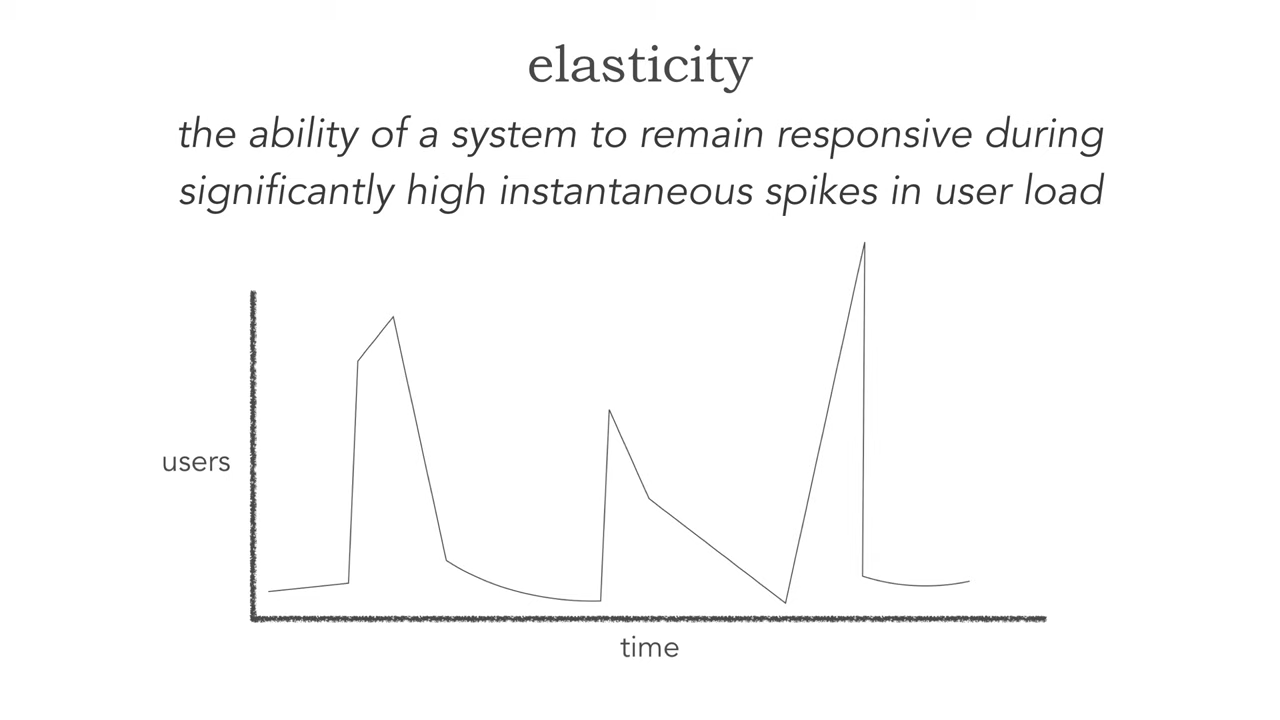 elasticity
the ability of a system to remain responsive during
significantly high instantaneous spikes in user load
users
time